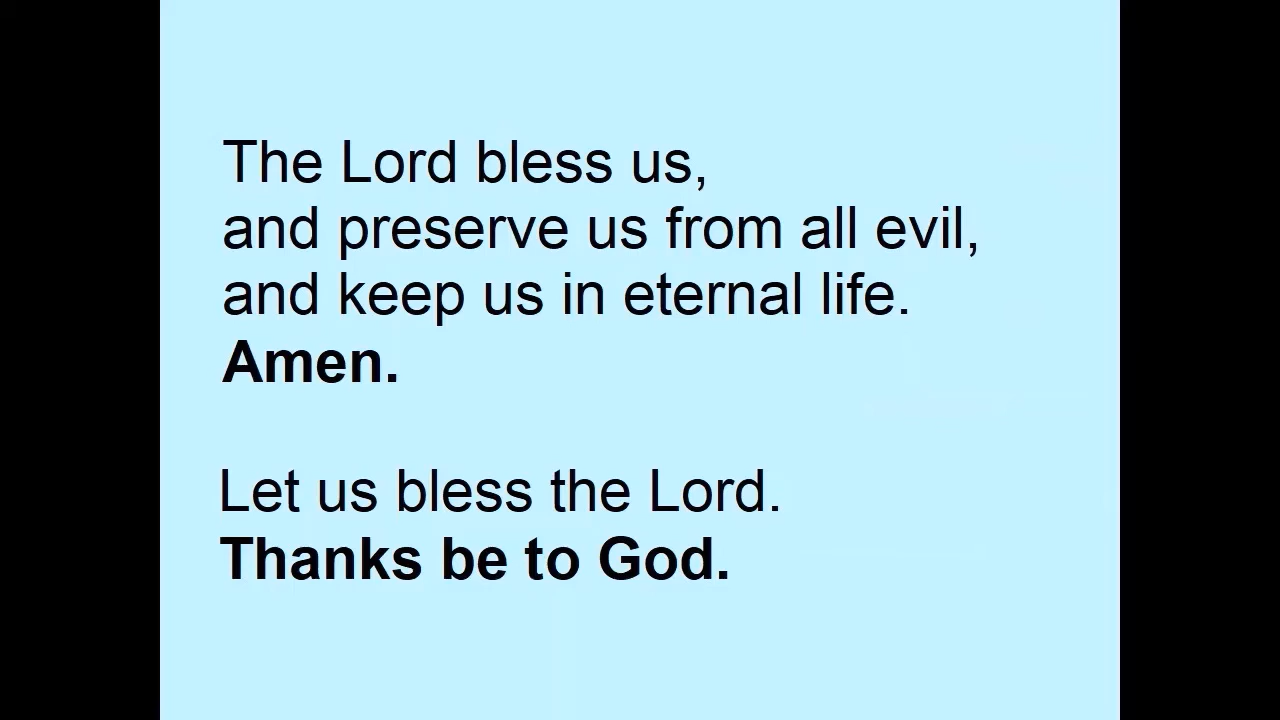 The Lord bless us,
and preserve us from all evil,
and keep us in eternal life.
Amen.
Let us bless the Lord.
Thanks be to God.